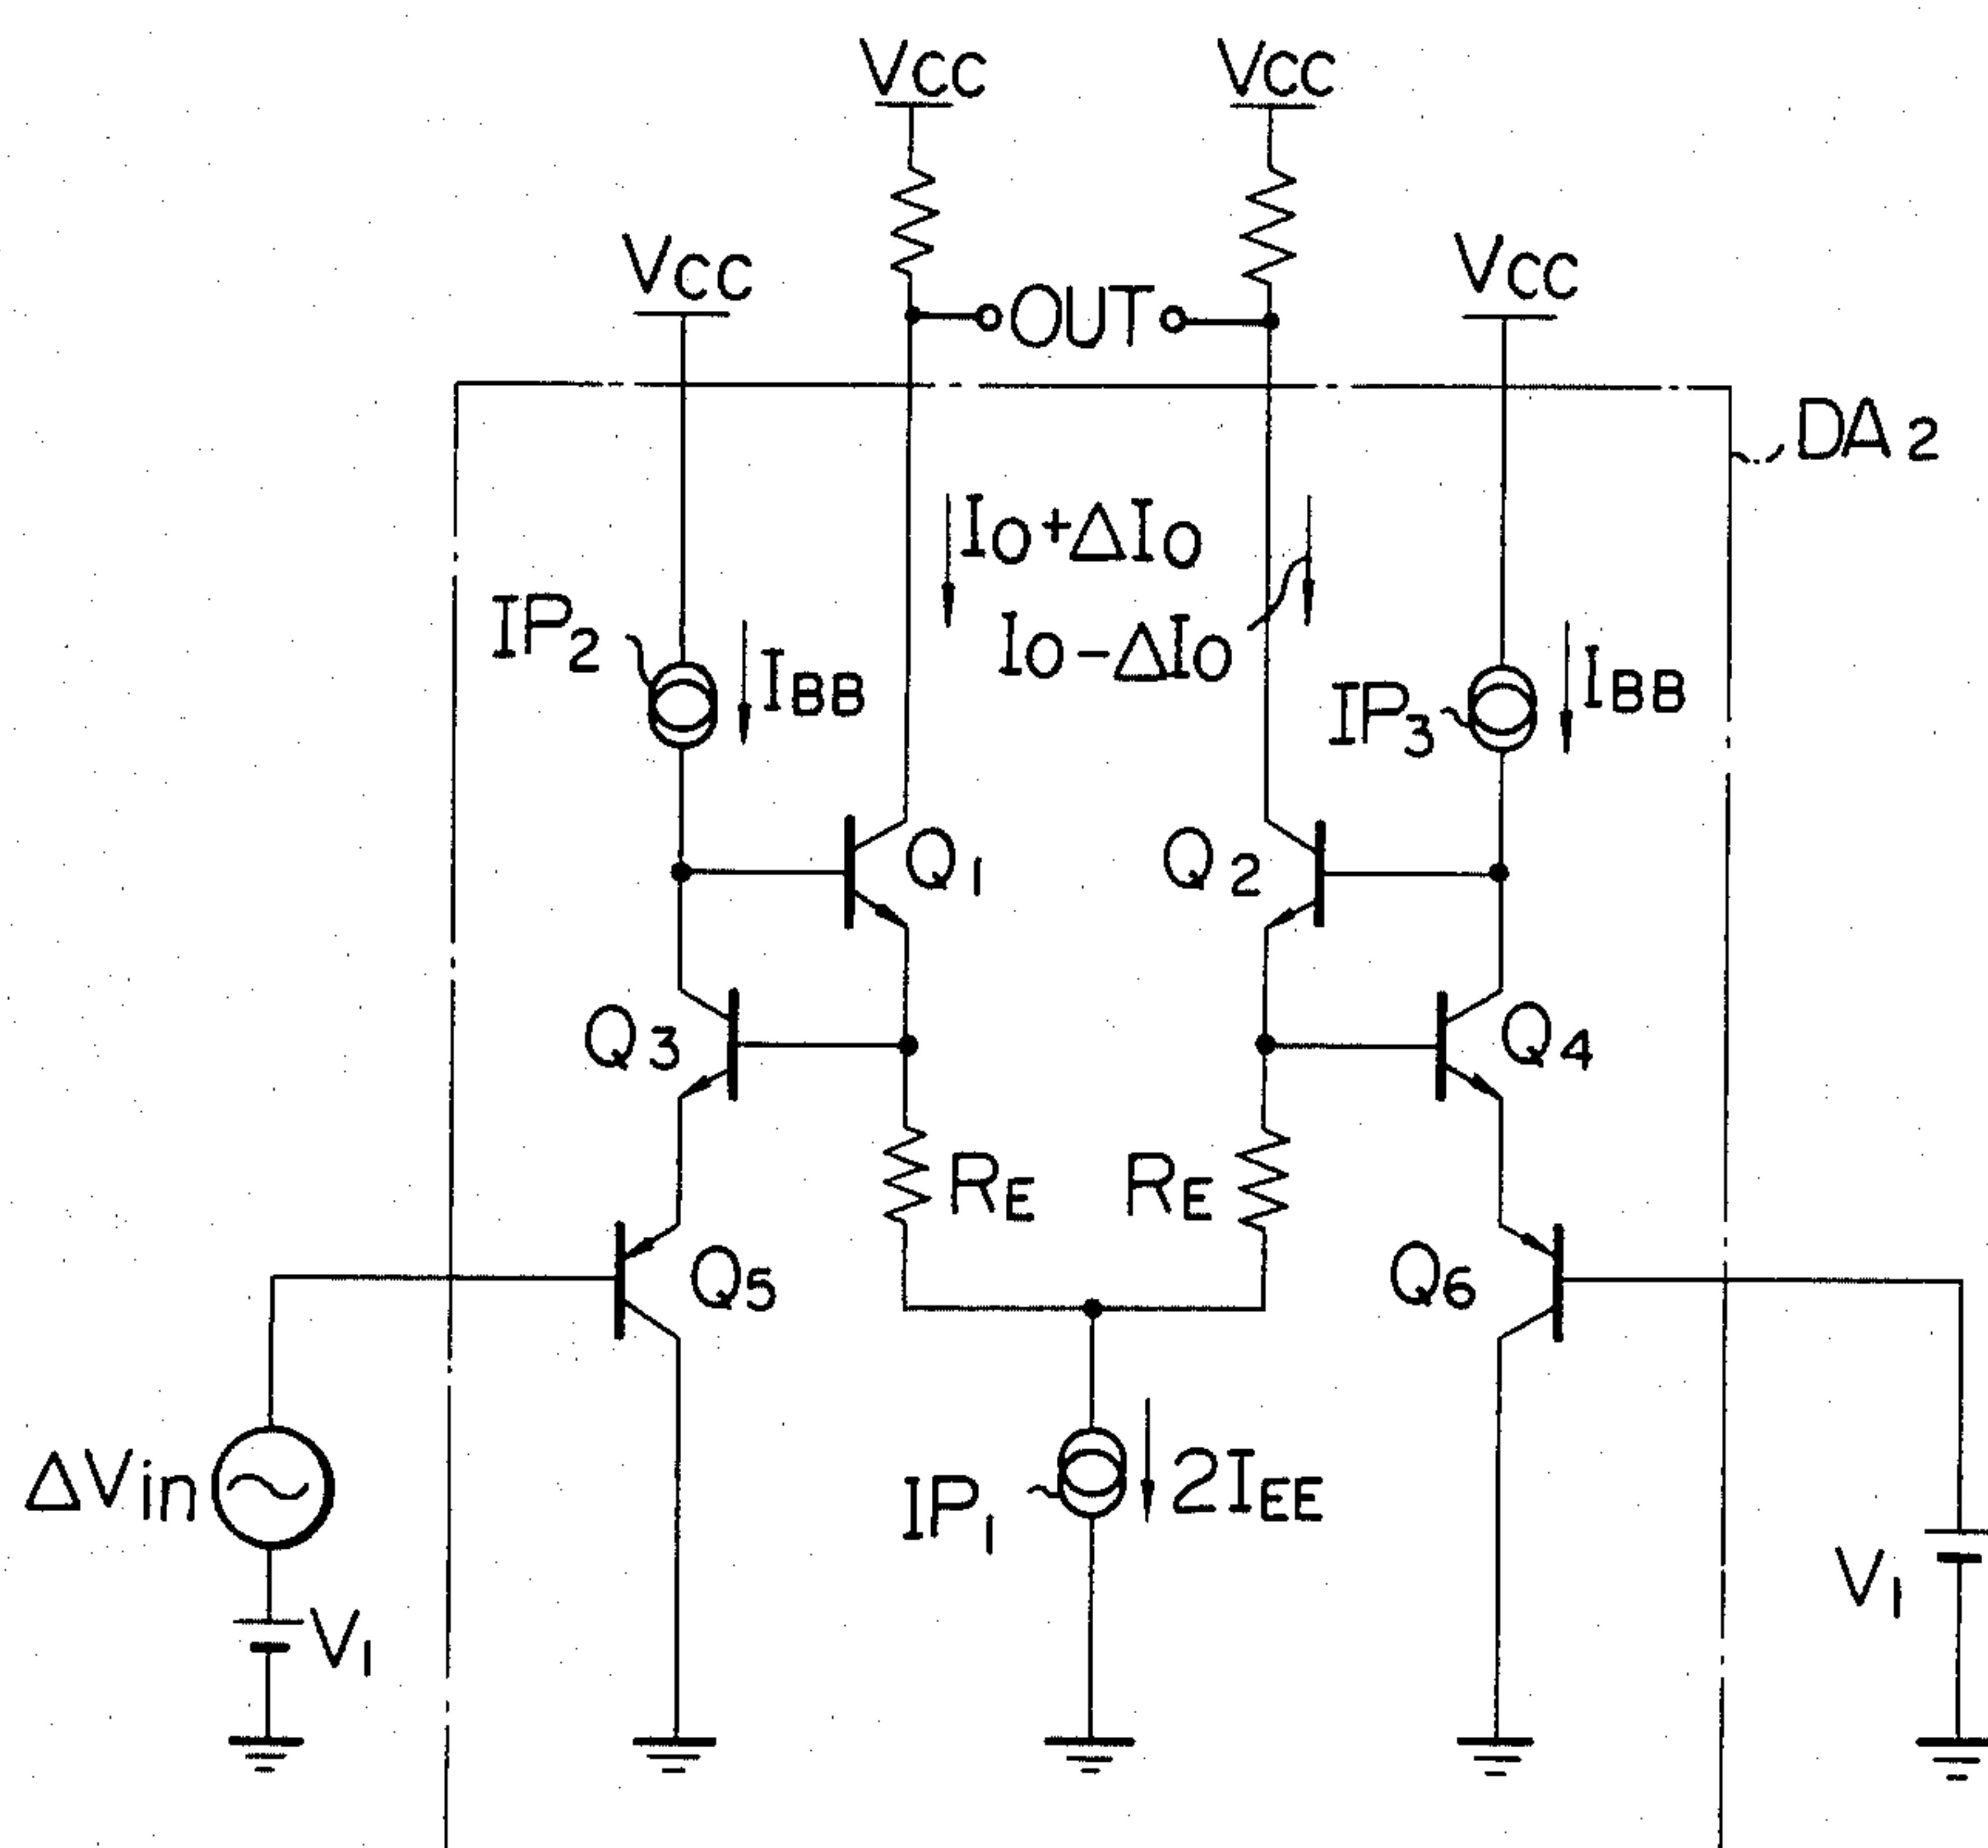 VCC
VCC
VCC
VCC
OUT
DA2
IO+ΔIO
IP2
IBB
IO-ΔIO
IP3
IBB
Q1
Q2
Q3
Q4
RE
RE
Q5
Q6
ΔVin
IP1
2IEE
V1
V1